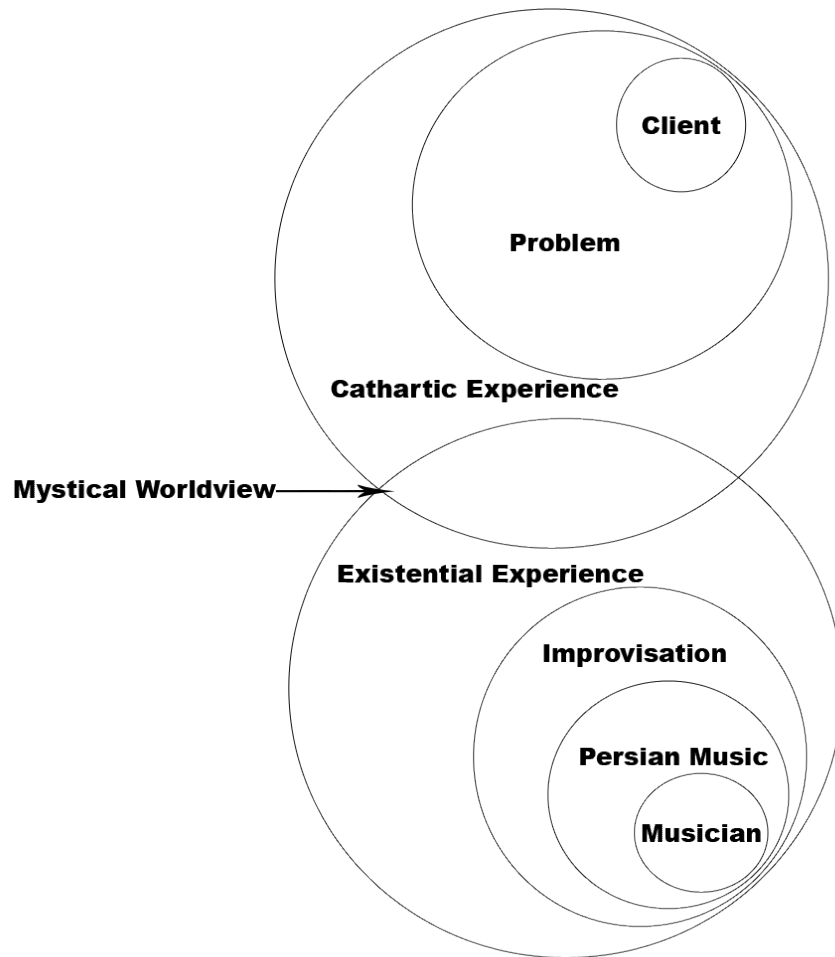 Client
Problem
Cathartic Experience
Mystical Worldview
Existential Experience
Improvisation
Persian Music
Musician